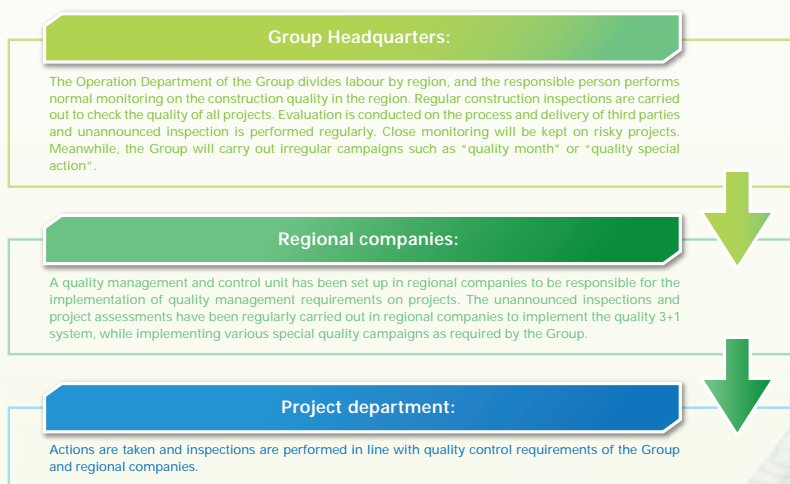 Group Headquarters:
The Operation Department of the Group divides labour by region, and the responsible person performs
normal monitoring on the construction quality in the region. Regular construction inspections are carried
out to check the quality of all projects. Evaluation is conducted on the process and delivery of third parties
and unannounced inspection is performed regularly. Close monitoring will be kept on risky projects.
Meanwhile, the Group will carry out irregular campaigns such as “quality month” or “quality special
action”.
Regional companies:
A quality management and control unit has been set up in regional companies to be responsible for the
implementation of quality management requirements on projects. The unannounced inspections and
project assessments have been regularly carried out in regional companies to implement the quality 3+1
system, while implementing various special quality campaigns as required by the Group.
Project department:
Actions are taken and inspections are performed in line with quality control requirements of the Group
and regional companies.